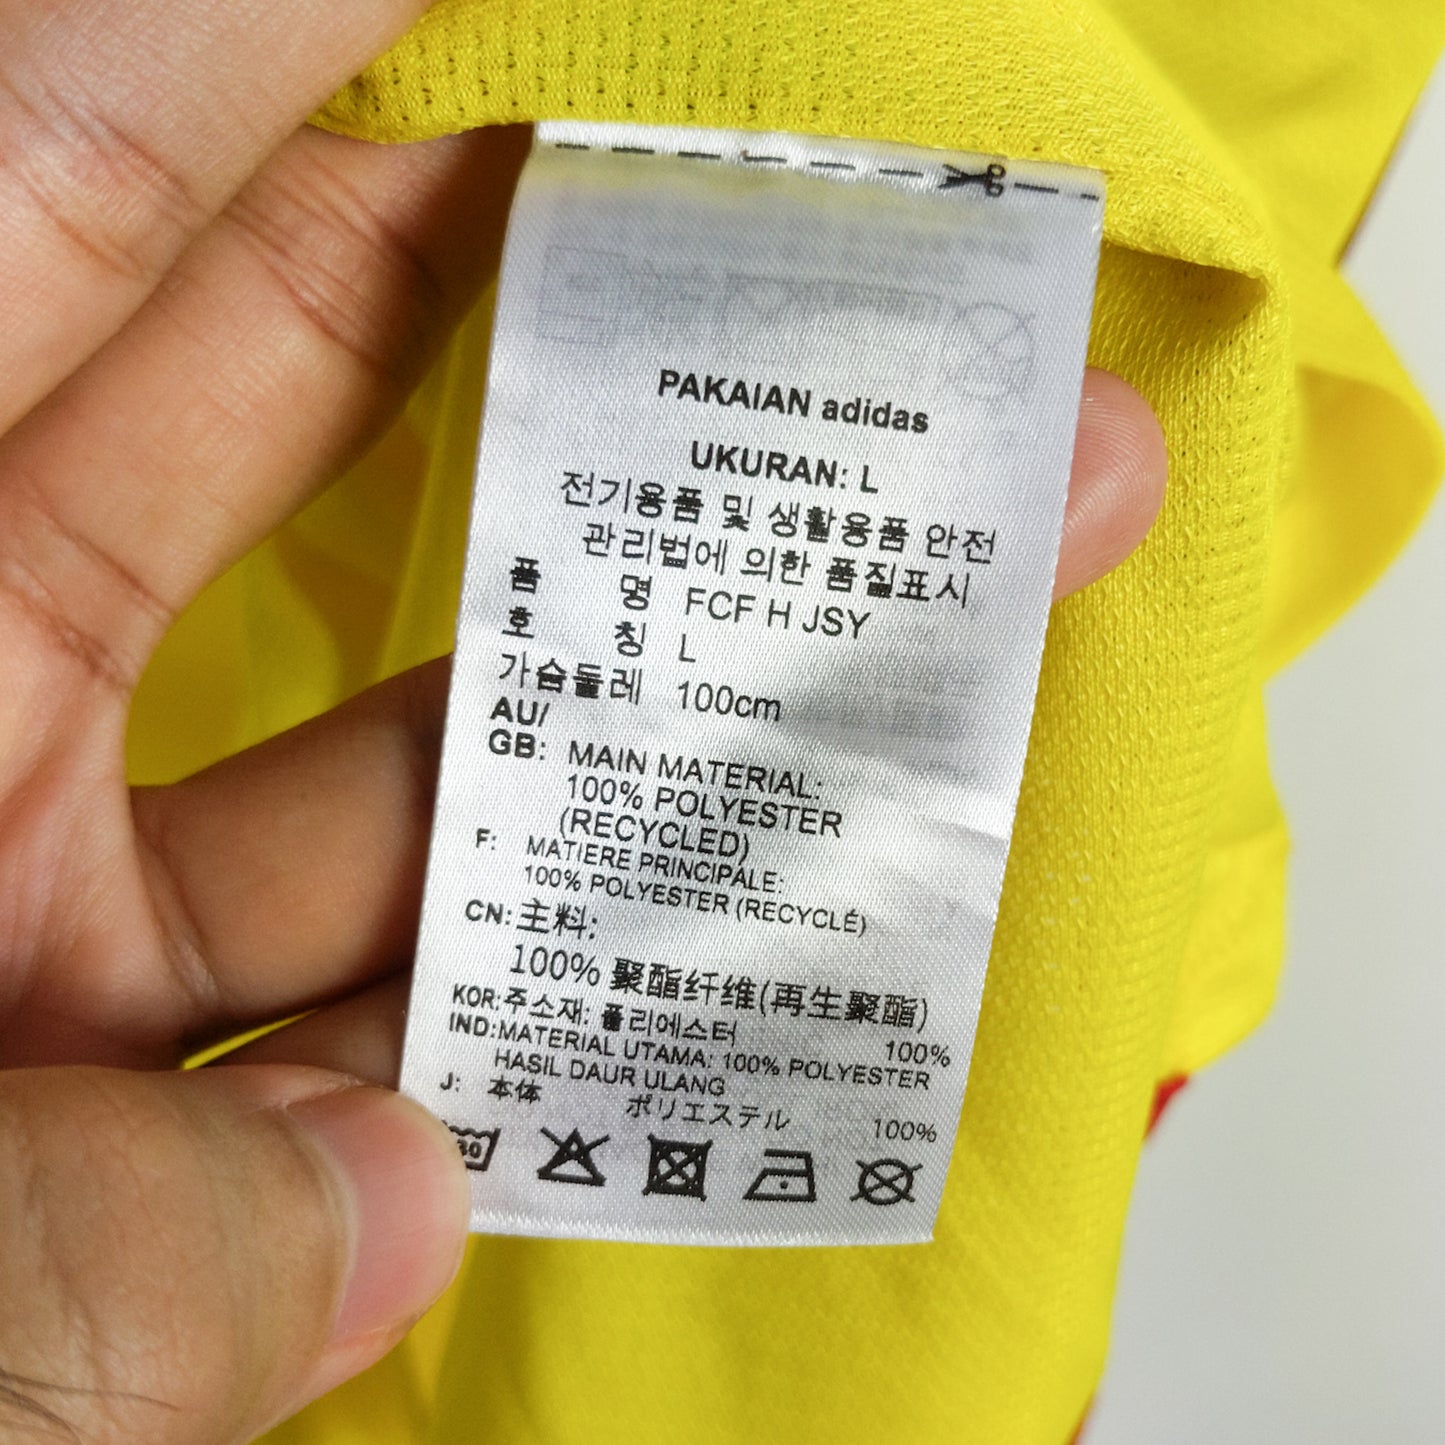 PAKAIAN adidas
UKURAN: L
전기용품 및 생활용품 안전
관리법에 의한 품질표시
품 명 FCF H JSY
호 칭 L
가슴둘레 100cm
AU/
GB: MAIN MATERIAL:
100% POLYESTER
(RECYCLED)
F: MATIERE PRINCIPALE:
100% POLYESTER (RECYCLÉ)
CN: 主料:
100% 聚酯纤维(再生聚酯)
KOR: 주소재: 폴리에스터 100%
IND: MATERIAL UTAMA: 100% POLYESTER
HASIL DAUR ULANG
J: 本体 ポリエステル 100%
30